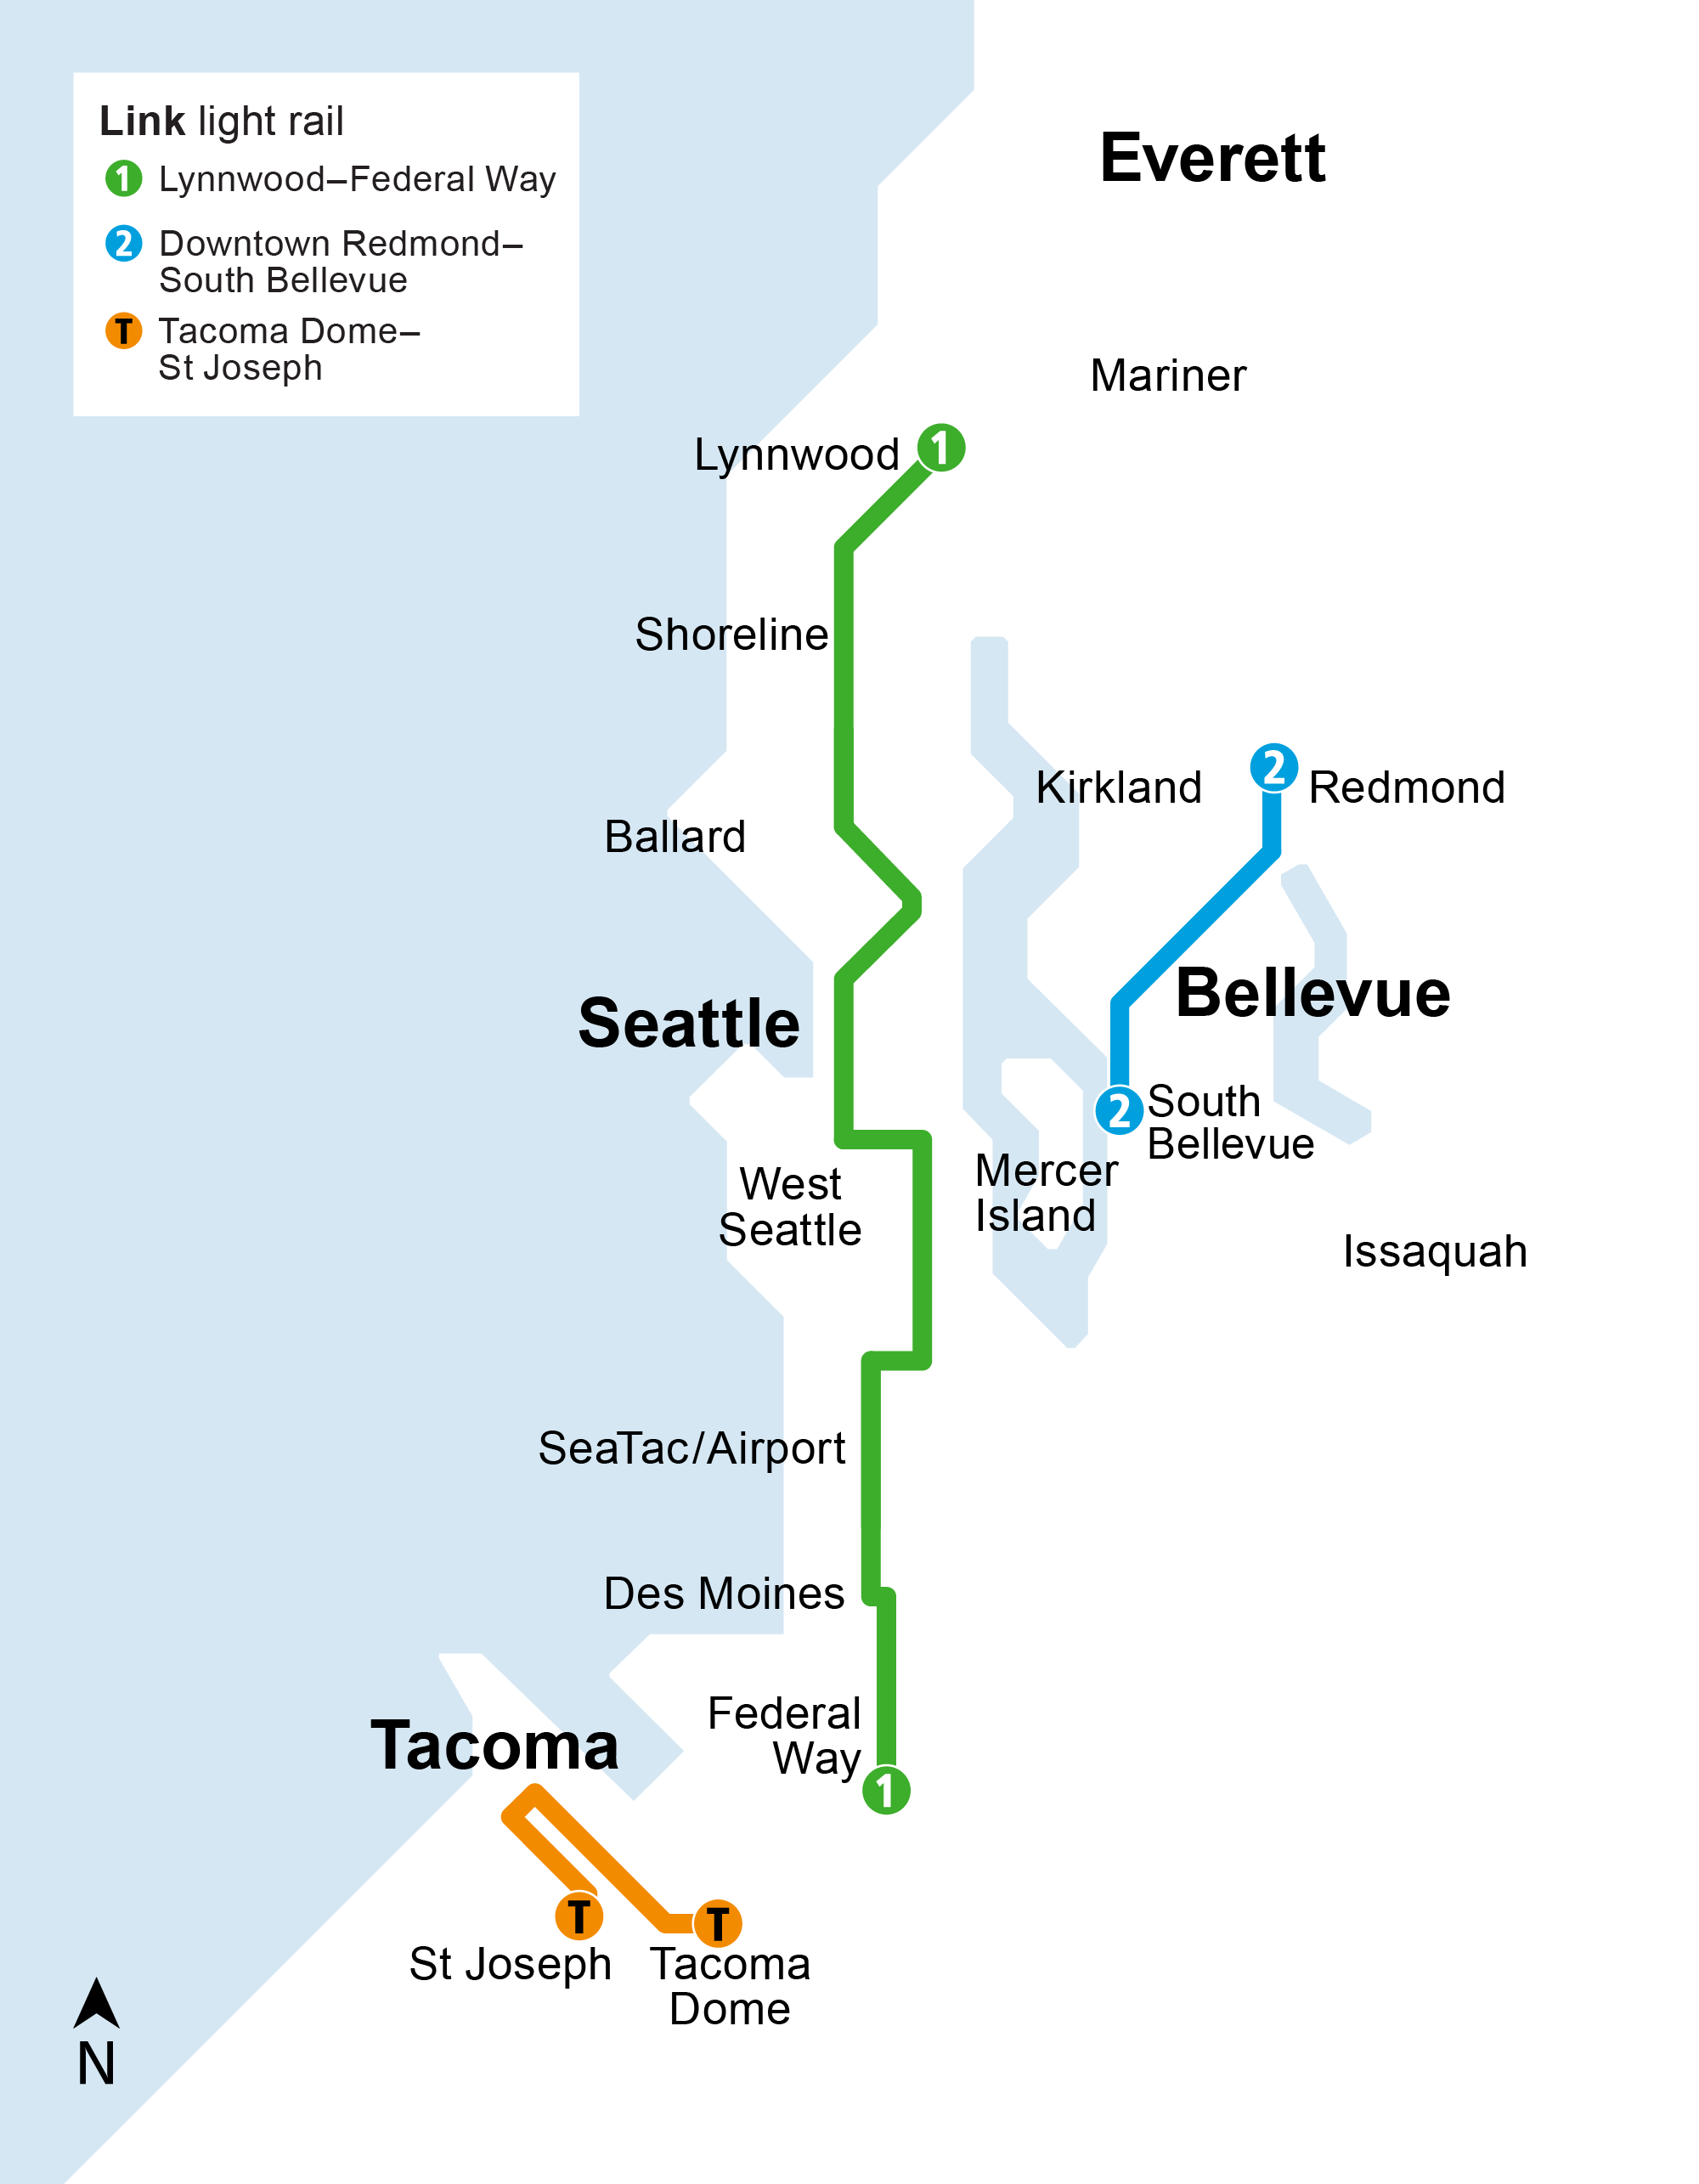 Link light rail
1 Lynnwood–Federal Way
2 Downtown Redmond–
South Bellevue
T Tacoma Dome–
St Joseph
Everett
Mariner
Lynnwood 1
Shoreline
Kirkland
2 Redmond
Ballard
Bellevue
Seattle
2 South
Bellevue
Mercer
Island
West
Seattle
Issaquah
SeaTac/Airport
Des Moines
Federal
Way
1
Tacoma
T
St Joseph
T
Tacoma
Dome
N